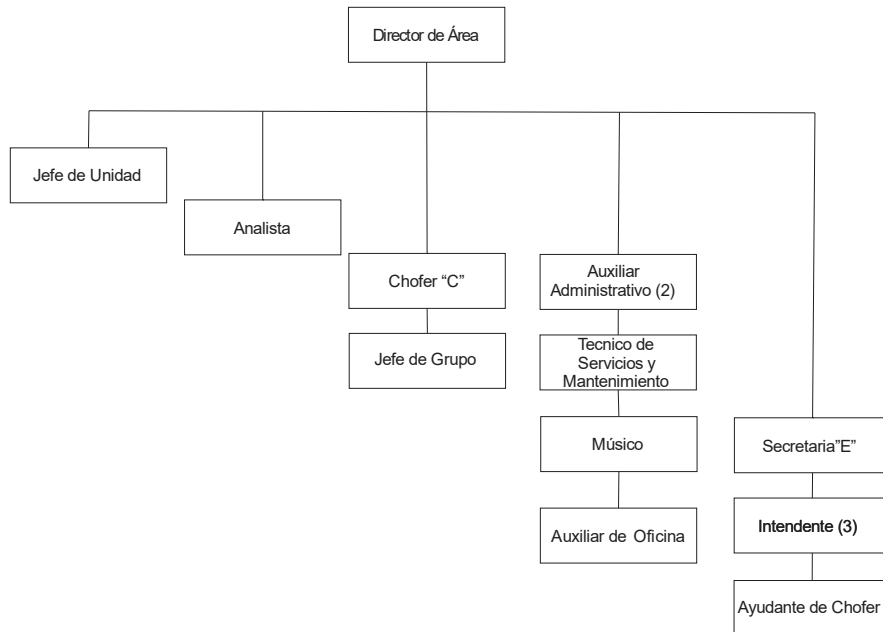 Director de Área
Jefe de Unidad
Analista
Chofer “C”
Auxiliar
Administrativo (2)
Jefe de Grupo
Tecnico de
Servicios y
Mantenimiento
Músico
Secretaria”E”
Auxiliar de Oficina
Intendente (3)
Ayudante de Chofer